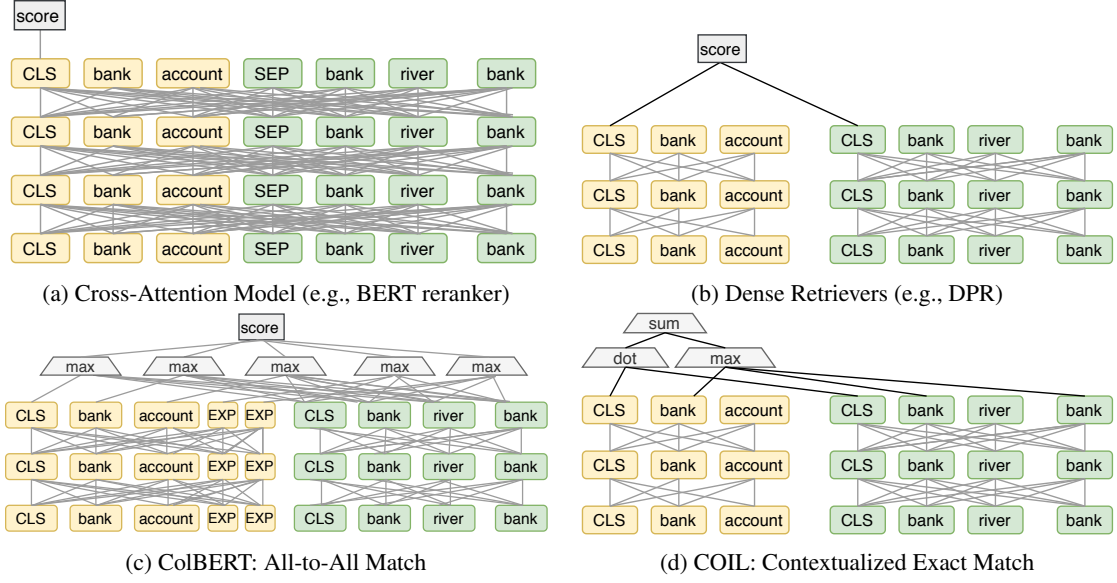 score
CLS bank account SEP bank river bank
CLS bank account SEP bank river bank
CLS bank account SEP bank river bank
CLS bank account SEP bank river bank
(a) Cross-Attention Model (e.g., BERT reranker)
score
CLS bank account CLS bank river bank
CLS bank account CLS bank river bank
CLS bank account CLS bank river bank
(b) Dense Retrievers (e.g., DPR)
score
max max max max max
CLS bank account EXP EXP CLS bank river bank
CLS bank account EXP EXP CLS bank river bank
CLS bank account EXP EXP CLS bank river bank
(c) ColBERT: All-to-All Match
sum
dot max
CLS bank account CLS bank river bank
CLS bank account CLS bank river bank
CLS bank account CLS bank river bank
(d) COIL: Contextualized Exact Match